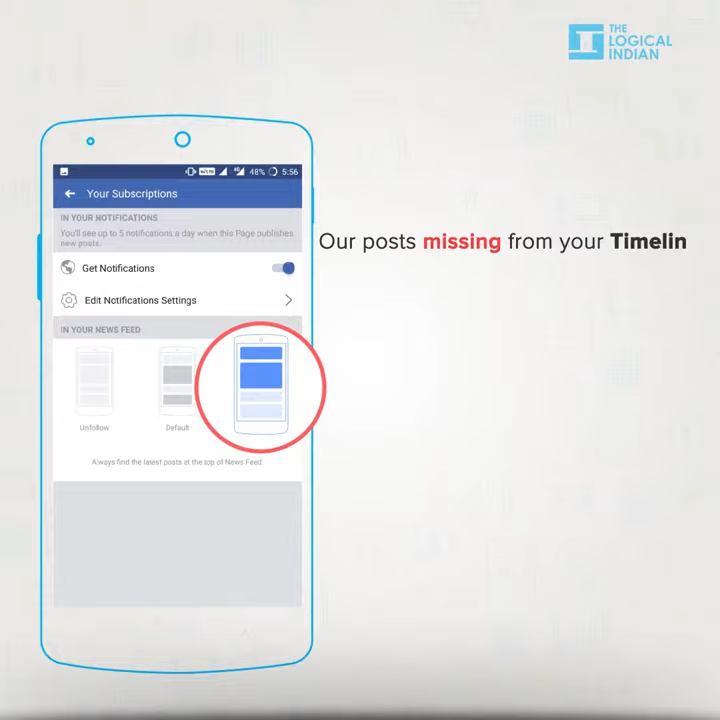 THE
LOGICAL
INDIAN
48% 5:56
Your Subscriptions
IN YOUR NOTIFICATIONS
You'll see up to 5 notifications a day when this Page publishes
new posts.
Get Notifications
Edit Notifications Settings
IN YOUR NEWS FEED
Unfollow
Default
Always find the latest posts at the top of News Feed.
Our posts missing from your Timelin